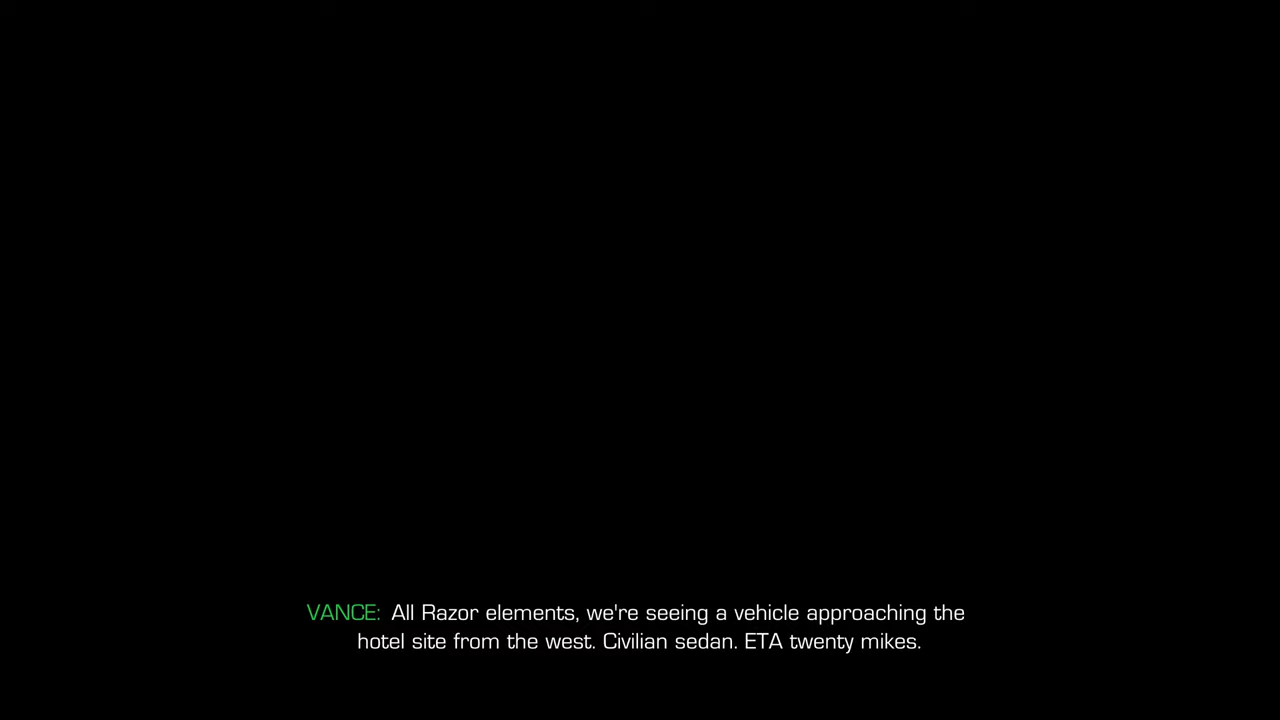 VANCE: All Razor elements, we're seeing a vehicle approaching the
hotel site from the west. Civilian sedan. ETA twenty mikes.